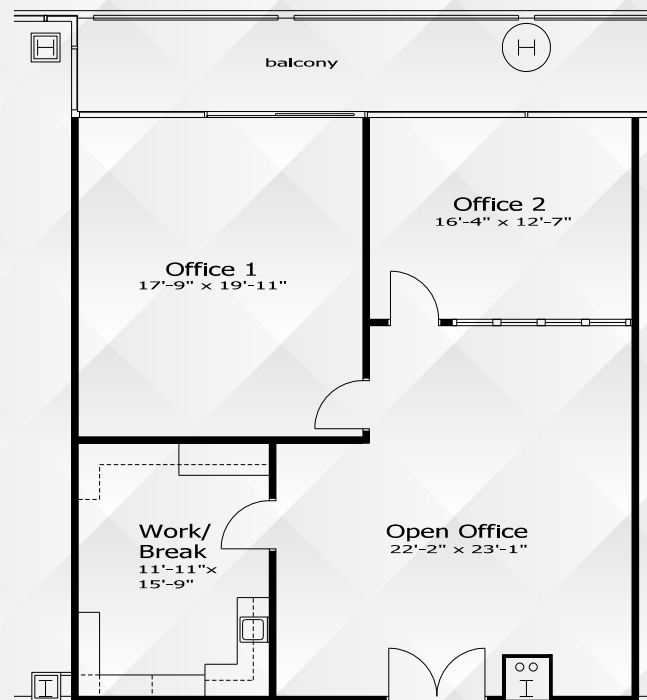 balcony
Office 2
16'-4" x 12'-7"
Office 1
17'-9" x 19'-11"
Work/
Break
11'-11"x
15'-9"
Open Office
22'-2" x 23'-1"